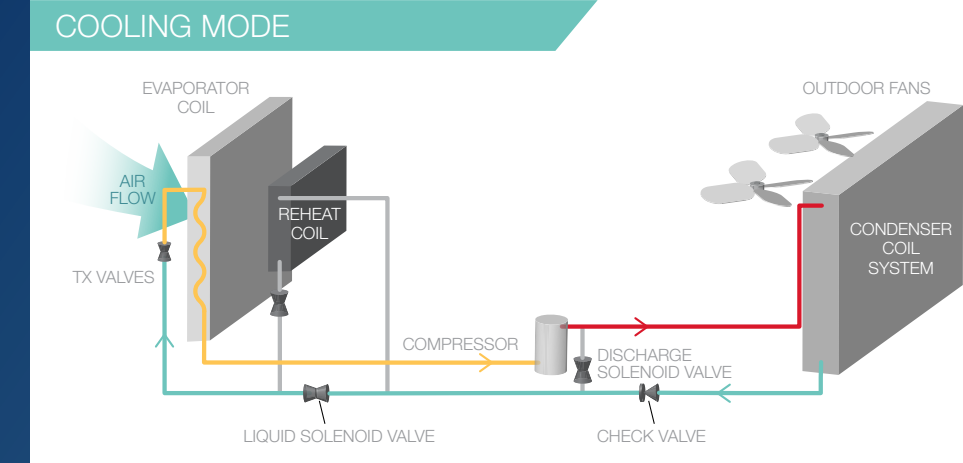 COOLING MODE
EVAPORATOR
COIL
OUTDOOR FANS
AIR
FLOW
REHEAT
COIL
CONDENSER
COIL
SYSTEM
TX VALVES
COMPRESSOR
DISCHARGE
SOLENOID VALVE
LIQUID SOLENOID VALVE
CHECK VALVE